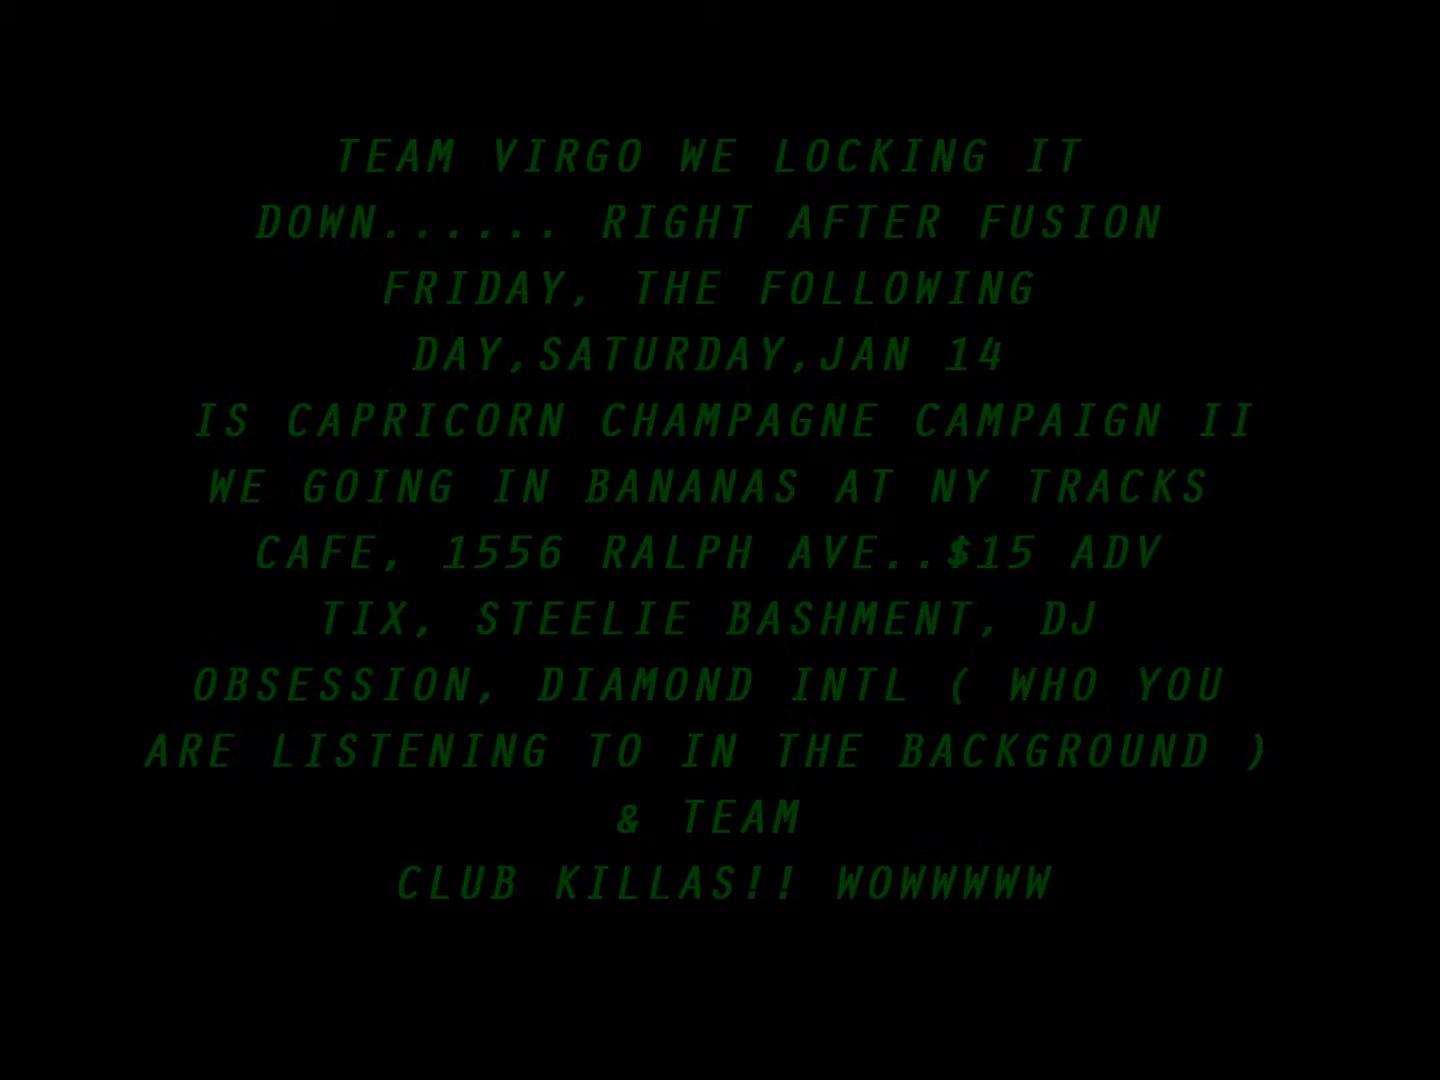 TEAM VIRGO WE LOCKING IT
DOWN...... RIGHT AFTER FUSION
FRIDAY, THE FOLLOWING
DAY,SATURDAY,JAN 14
IS CAPRICORN CHAMPAGNE CAMPAIGN II
WE GOING IN BANANAS AT NY TRACKS
CAFE, 1556 RALPH AVE..$15 ADV
TIX, STEELIE BASHMENT, DJ
OBSESSION, DIAMOND INTL ( WHO YOU
ARE LISTENING TO IN THE BACKGROUND )
& TEAM
CLUB KILLAS!! WOWWWWW